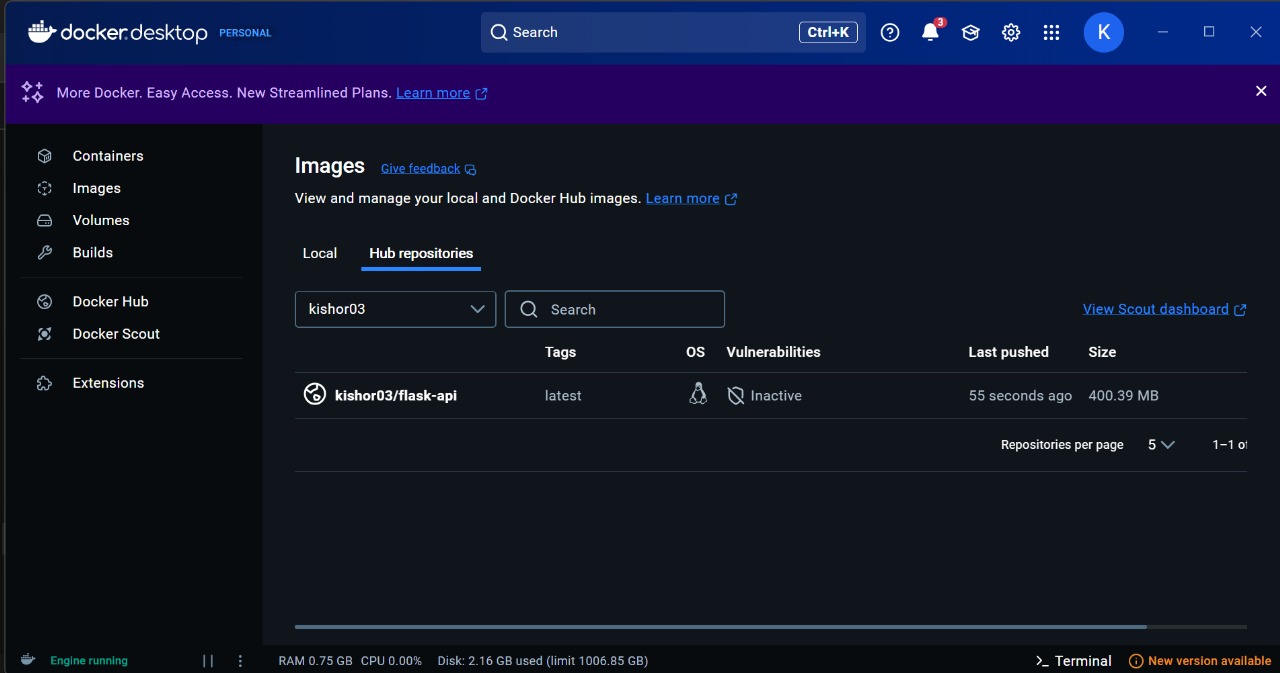 docker.desktop PERSONAL Search Ctrl+K 3 K
More Docker. Easy Access. New Streamlined Plans. Learn more
Containers
Images
Volumes
Builds
Docker Hub
Docker Scout
Extensions
Images Give feedback
View and manage your local and Docker Hub images. Learn more
Local Hub repositories
kishor03 Search View Scout dashboard
Tags OS Vulnerabilities Last pushed Size
kishor03/flask-api latest Inactive 55 seconds ago 400.39 MB
Repositories per page 5 1–1 of
Engine running RAM 0.75 GB CPU 0.00% Disk: 2.16 GB used (limit 1006.85 GB) Terminal New version available